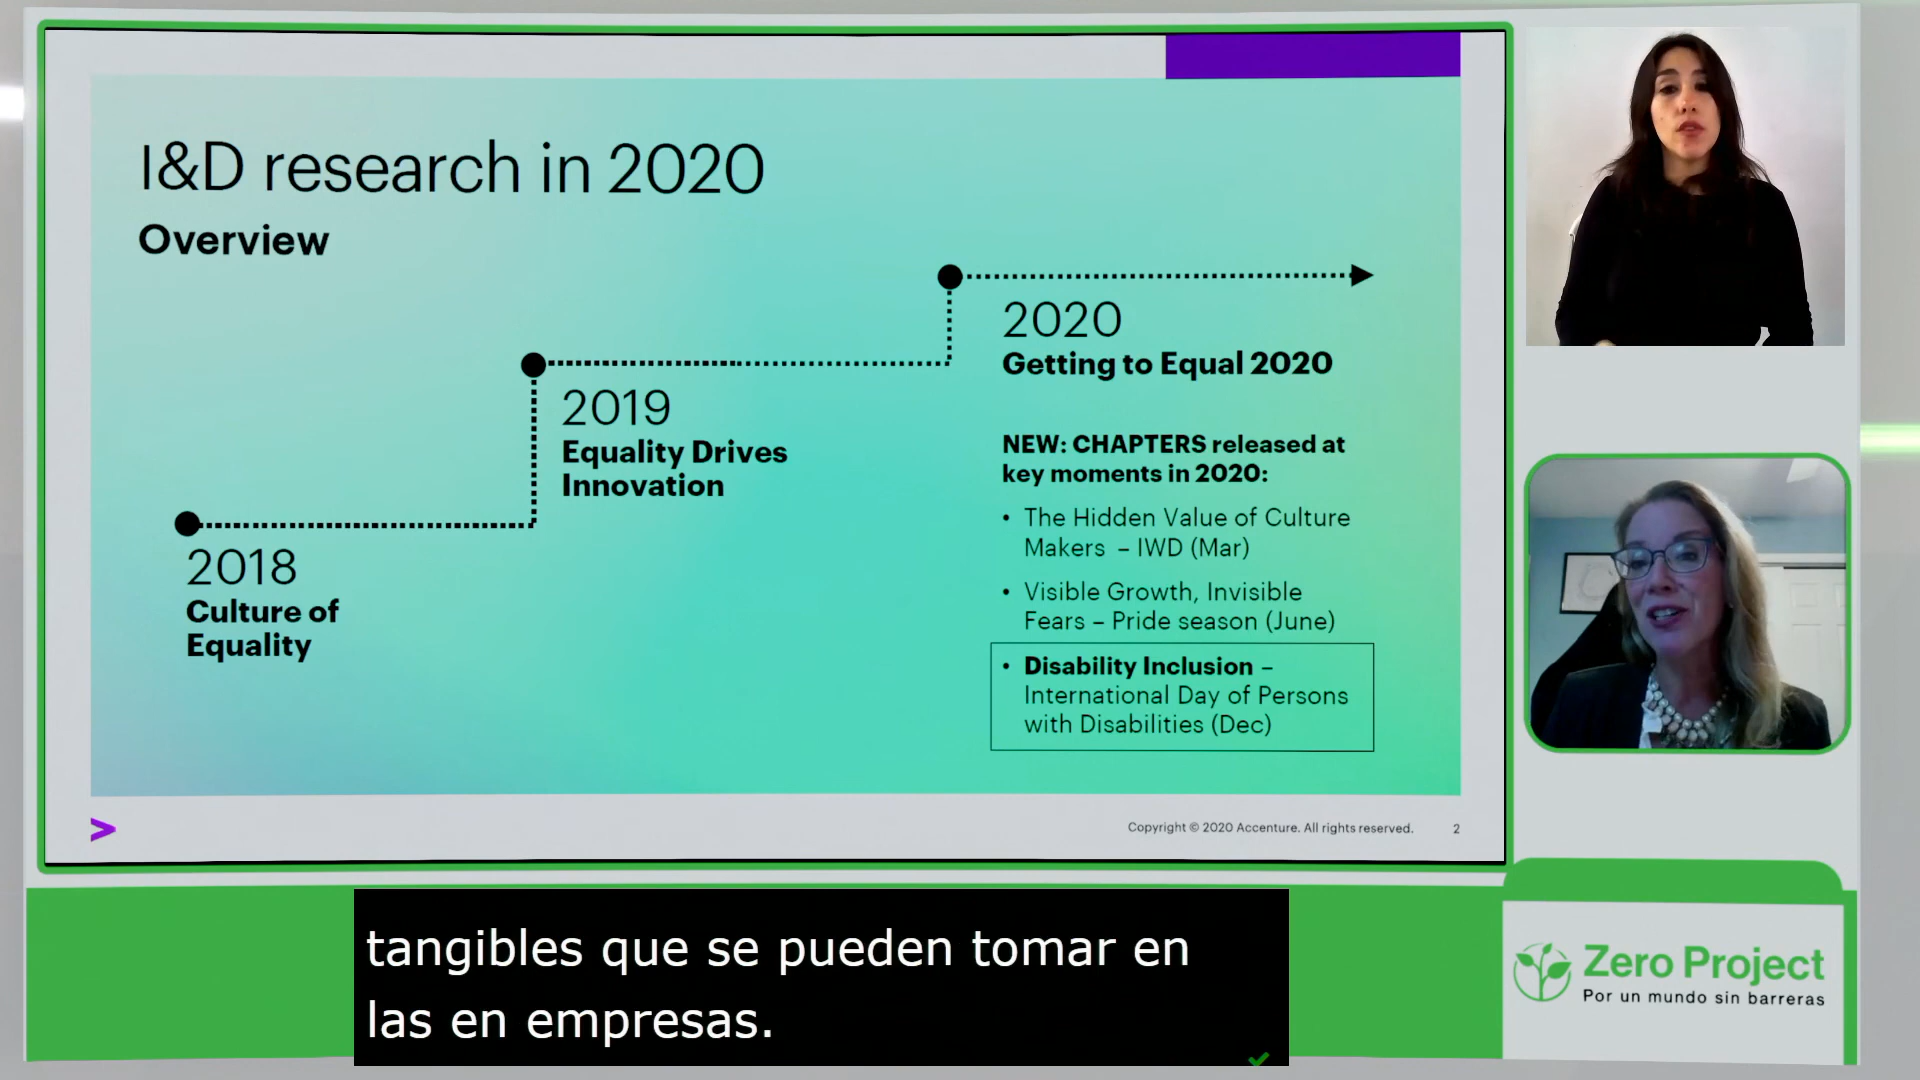 I&D research in 2020
Overview
2018
Culture of
Equality
2019
Equality Drives
Innovation
2020
Getting to Equal 2020
NEW: CHAPTERS released at
key moments in 2020:
• The Hidden Value of Culture
Makers – IWD (Mar)
• Visible Growth, Invisible
Fears – Pride season (June)
• Disability Inclusion –
International Day of Persons
with Disabilities (Dec)
Copyright © 2020 Accenture. All rights reserved. 2
tangibles que se pueden tomar en
las en empresas.
Zero Project
Por un mundo sin barreras